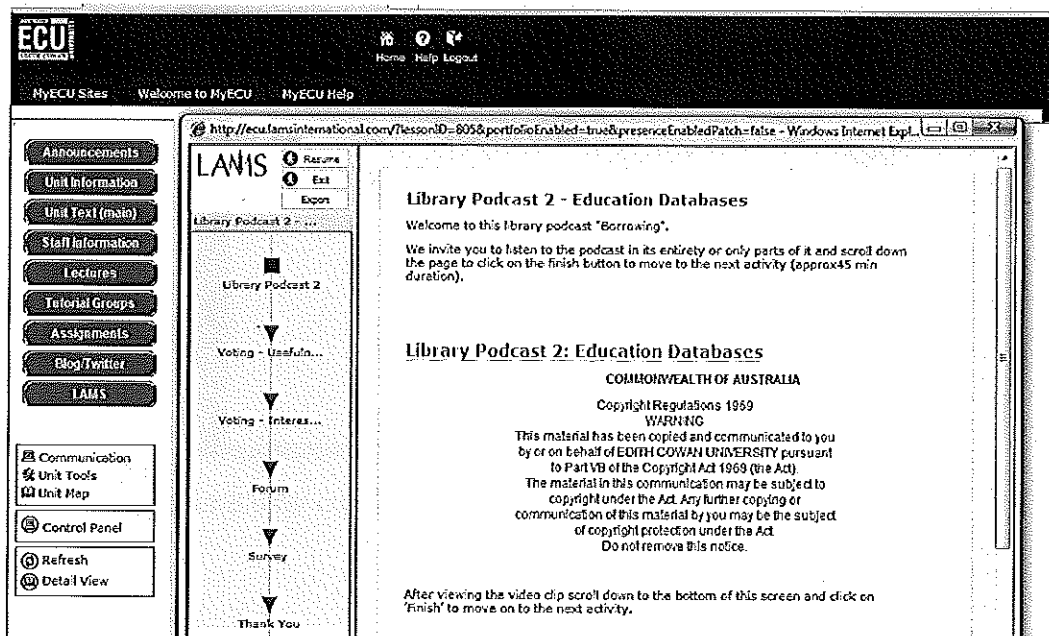 ECU
Home Help Logout
MyECU Sites Welcome to MyECU MyECU Help
http://ecu.lamsinternational.com/?lessonID=605&portfolioEnabled=true&presenceEnabledPatch=false - Windows Internet Expl...
Announcements
Unit Information
Unit Text (main)
Staff Information
Lectures
Tutorial Groups
Assignments
Blog/Twitter
LAMS
Communication
Unit Tools
Unit Map
Control Panel
Refresh
Detail View
LAMS
Resume
Exit
Export
Library Podcast 2 - ...
Library Podcast 2
Voting - Usefuln...
Voting - Interes...
Forum
Survey
Thank You
Library Podcast 2 - Education Databases
Welcome to this library podcast "Borrowing".
We invite you to listen to the podcast in its entirety or only parts of it and scroll down
the page to click on the finish button to move to the next activity (approx45 min
duration).
Library Podcast 2: Education Databases
COMMONWEALTH OF AUSTRALIA
Copyright Regulations 1969
WARNING
This material has been copied and communicated to you
by or on behalf of EDITH COWAN UNIVERSITY pursuant
to Part VB of the Copyright Act 1968 (the Act).
The material in this communication may be subject to
copyright under the Act. Any further copying or
communication of this material by you may be the subject
of copyright protection under the Act.
Do not remove this notice.
After viewing the video clip scroll down to the bottom of this screen and click on
'Finish' to move on to the next activity.